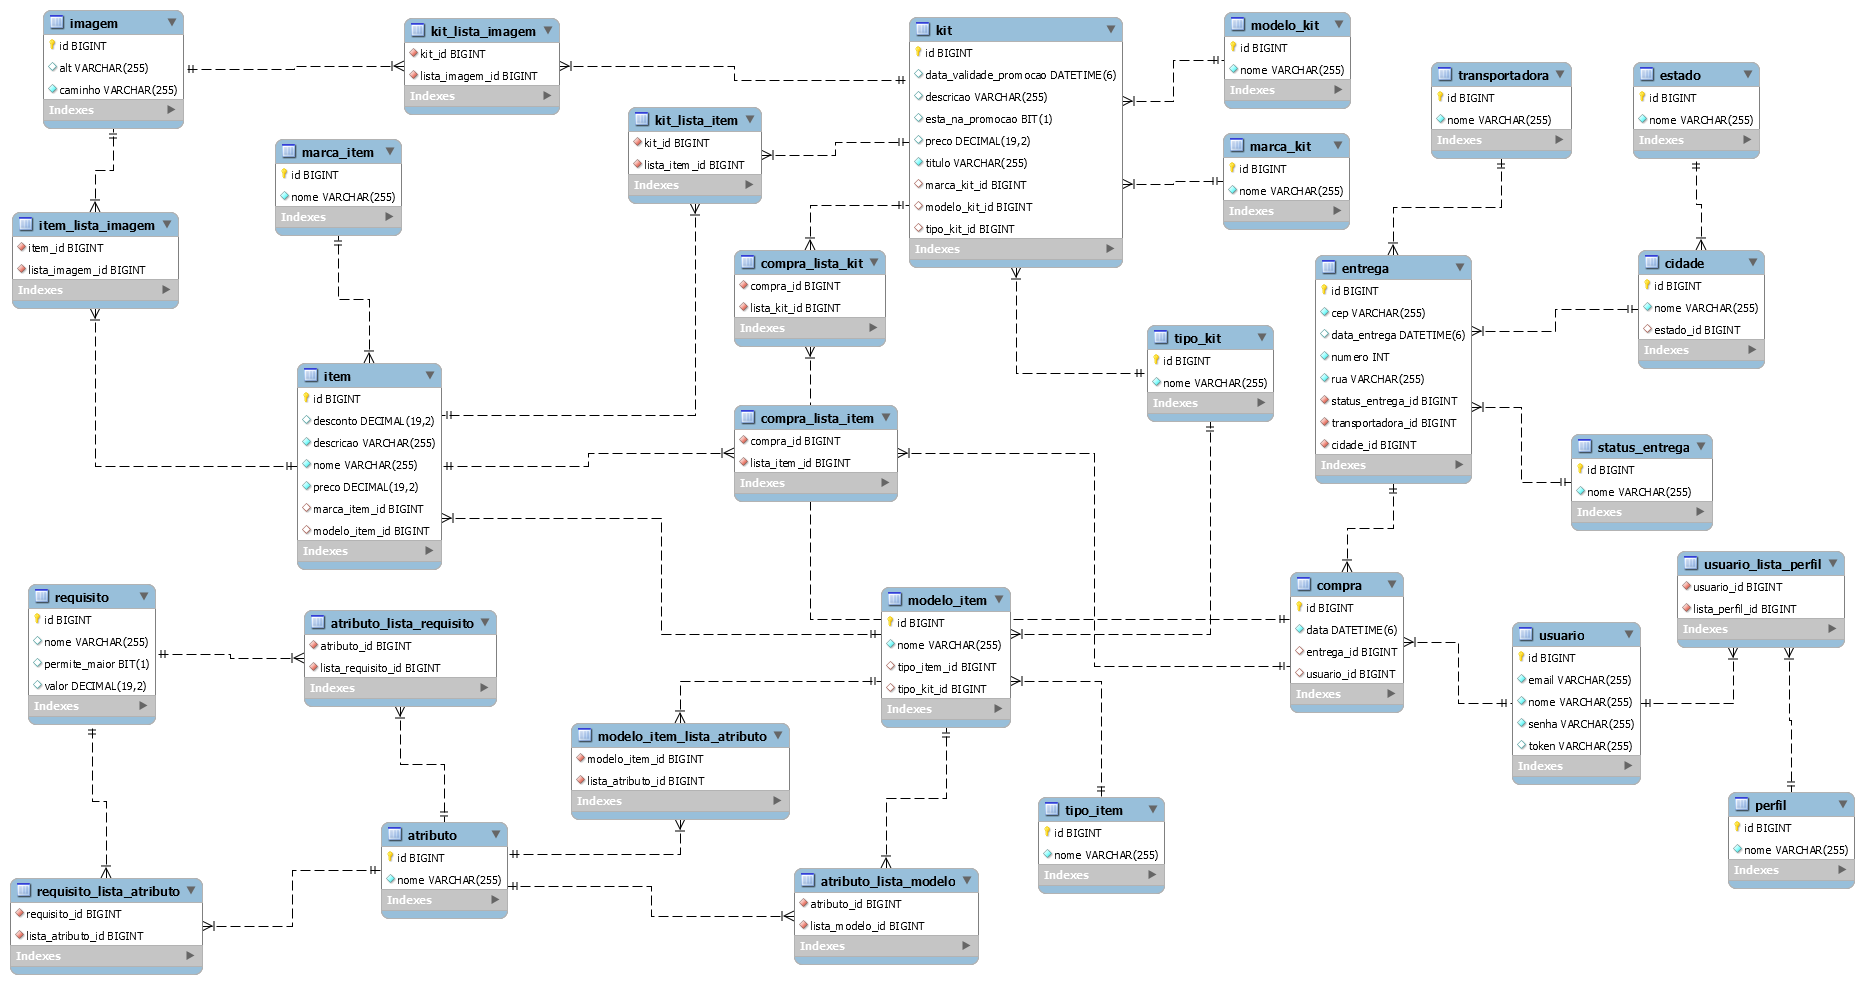 imagem
id BIGINT
alt VARCHAR(255)
caminho VARCHAR(255)
Indexes
kit_lista_imagem
kit_id BIGINT
lista_imagem_id BIGINT
Indexes
kit
id BIGINT
data_validade_promocao DATETIME(6)
descricao VARCHAR(255)
esta_na_promocao BIT(1)
preco DECIMAL(19,2)
titulo VARCHAR(255)
marca_kit_id BIGINT
modelo_kit_id BIGINT
tipo_kit_id BIGINT
Indexes
modelo_kit
id BIGINT
nome VARCHAR(255)
Indexes
transportadora
id BIGINT
nome VARCHAR(255)
Indexes
estado
id BIGINT
nome VARCHAR(255)
Indexes
kit_lista_item
kit_id BIGINT
lista_item_id BIGINT
Indexes
marca_item
id BIGINT
nome VARCHAR(255)
Indexes
marca_kit
id BIGINT
nome VARCHAR(255)
Indexes
item_lista_imagem
item_id BIGINT
lista_imagem_id BIGINT
Indexes
compra_lista_kit
compra_id BIGINT
lista_kit_id BIGINT
Indexes
entrega
id BIGINT
cep VARCHAR(255)
data_entrega DATETIME(6)
numero INT
rua VARCHAR(255)
status_entrega_id BIGINT
transportadora_id BIGINT
cidade_id BIGINT
Indexes
cidade
id BIGINT
nome VARCHAR(255)
estado_id BIGINT
Indexes
tipo_kit
id BIGINT
nome VARCHAR(255)
Indexes
item
id BIGINT
desconto DECIMAL(19,2)
descricao VARCHAR(255)
nome VARCHAR(255)
preco DECIMAL(19,2)
marca_item_id BIGINT
modelo_item_id BIGINT
Indexes
compra_lista_item
compra_id BIGINT
lista_item_id BIGINT
Indexes
status_entrega
id BIGINT
nome VARCHAR(255)
Indexes
requisito
id BIGINT
nome VARCHAR(255)
permite_maior BIT(1)
valor DECIMAL(19,2)
Indexes
atributo_lista_requisito
atributo_id BIGINT
lista_requisito_id BIGINT
Indexes
modelo_item
id BIGINT
nome VARCHAR(255)
tipo_item_id BIGINT
tipo_kit_id BIGINT
Indexes
compra
id BIGINT
data DATETIME(6)
entrega_id BIGINT
usuario_id BIGINT
Indexes
usuario_lista_perfil
usuario_id BIGINT
lista_perfil_id BIGINT
Indexes
usuario
id BIGINT
email VARCHAR(255)
nome VARCHAR(255)
senha VARCHAR(255)
token VARCHAR(255)
Indexes
modelo_item_lista_atributo
modelo_item_id BIGINT
lista_atributo_id BIGINT
Indexes
tipo_item
id BIGINT
nome VARCHAR(255)
Indexes
perfil
id BIGINT
nome VARCHAR(255)
Indexes
atributo
id BIGINT
nome VARCHAR(255)
Indexes
requisito_lista_atributo
requisito_id BIGINT
lista_atributo_id BIGINT
Indexes
atributo_lista_modelo
atributo_id BIGINT
lista_modelo_id BIGINT
Indexes